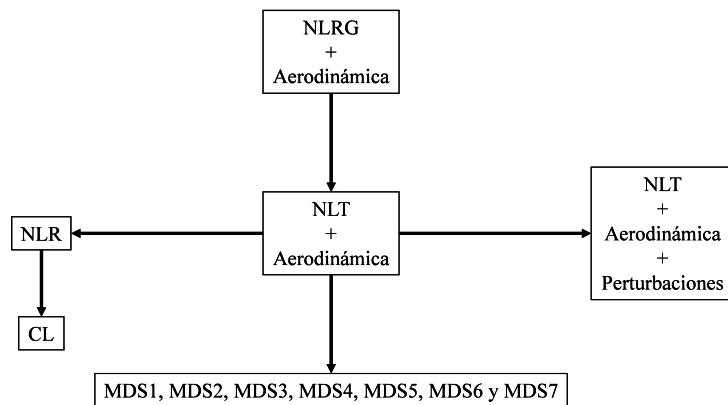 NLRG
+
Aerodinámica
NLT
+
Aerodinámica
NLT
+
Aerodinámica
+
Perturbaciones
NLR
CL
MDS1, MDS2, MDS3, MDS4, MDS5, MDS6 y MDS7